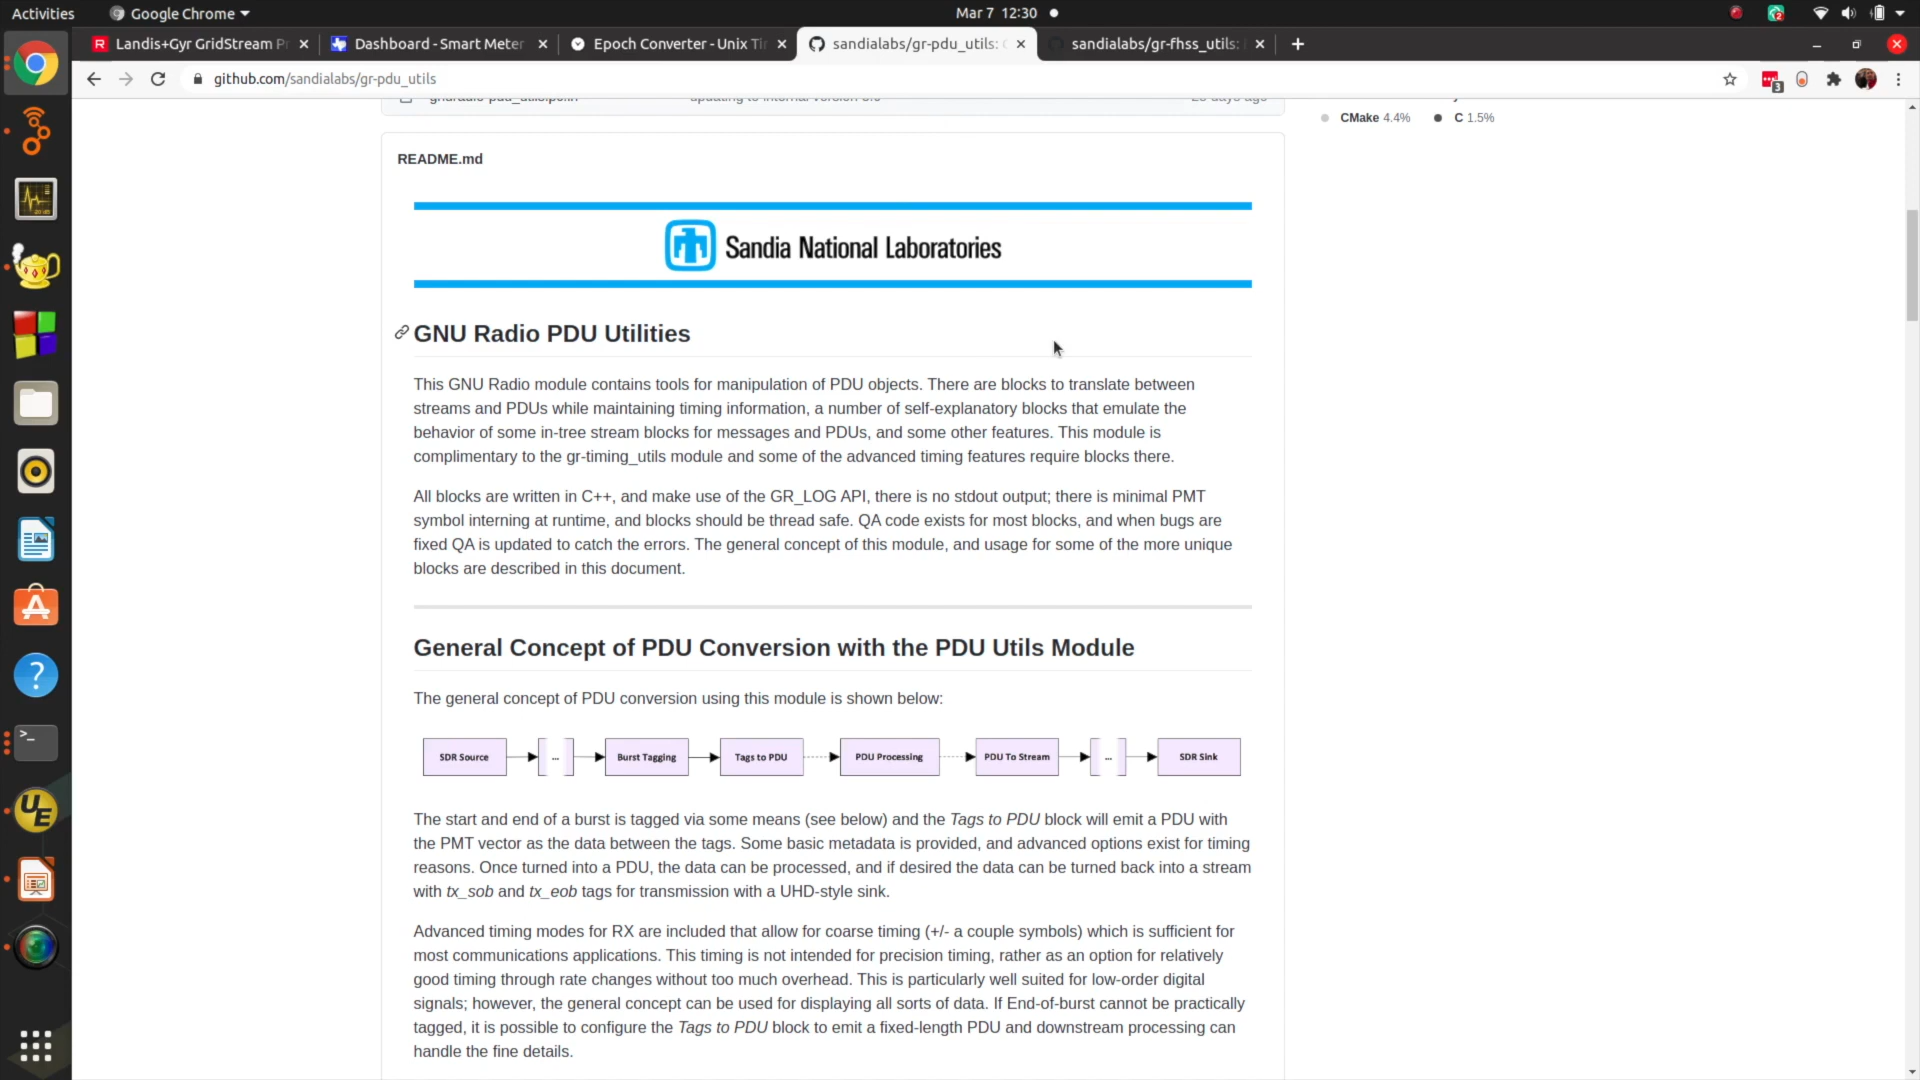 Activities
Google Chrome
Mar 7 12:30
2
Landis+Gyr GridStream P
Dashboard - Smart Meter
Epoch Converter - Unix Ti
sandialabs/gr-pdu_utils:
sandialabs/gr-fhss_utils:
github.com/sandialabs/gr-pdu_utils
3
CMake 4.4%
C 1.5%
README.md
Sandia National Laboratories
GNU Radio PDU Utilities
This GNU Radio module contains tools for manipulation of PDU objects. There are blocks to translate between
streams and PDUs while maintaining timing information, a number of self-explanatory blocks that emulate the
behavior of some in-tree stream blocks for messages and PDUs, and some other features. This module is
complimentary to the gr-timing_utils module and some of the advanced timing features require blocks there.
All blocks are written in C++, and make use of the GR_LOG API, there is no stdout output; there is minimal PMT
symbol interning at runtime, and blocks should be thread safe. QA code exists for most blocks, and when bugs are
fixed QA is updated to catch the errors. The general concept of this module, and usage for some of the more unique
blocks are described in this document.
General Concept of PDU Conversion with the PDU Utils Module
The general concept of PDU conversion using this module is shown below:
SDR Source
...
Burst Tagging
Tags to PDU
PDU Processing
PDU To Stream
...
SDR Sink
The start and end of a burst is tagged via some means (see below) and the Tags to PDU block will emit a PDU with
the PMT vector as the data between the tags. Some basic metadata is provided, and advanced options exist for timing
reasons. Once turned into a PDU, the data can be processed, and if desired the data can be turned back into a stream
with tx_sob and tx_eob tags for transmission with a UHD-style sink.
Advanced timing modes for RX are included that allow for coarse timing (+/- a couple symbols) which is sufficient for
most communications applications. This timing is not intended for precision timing, rather as an option for relatively
good timing through rate changes without too much overhead. This is particularly well suited for low-order digital
signals; however, the general concept can be used for displaying all sorts of data. If End-of-burst cannot be practically
tagged, it is possible to configure the Tags to PDU block to emit a fixed-length PDU and downstream processing can
handle the fine details.